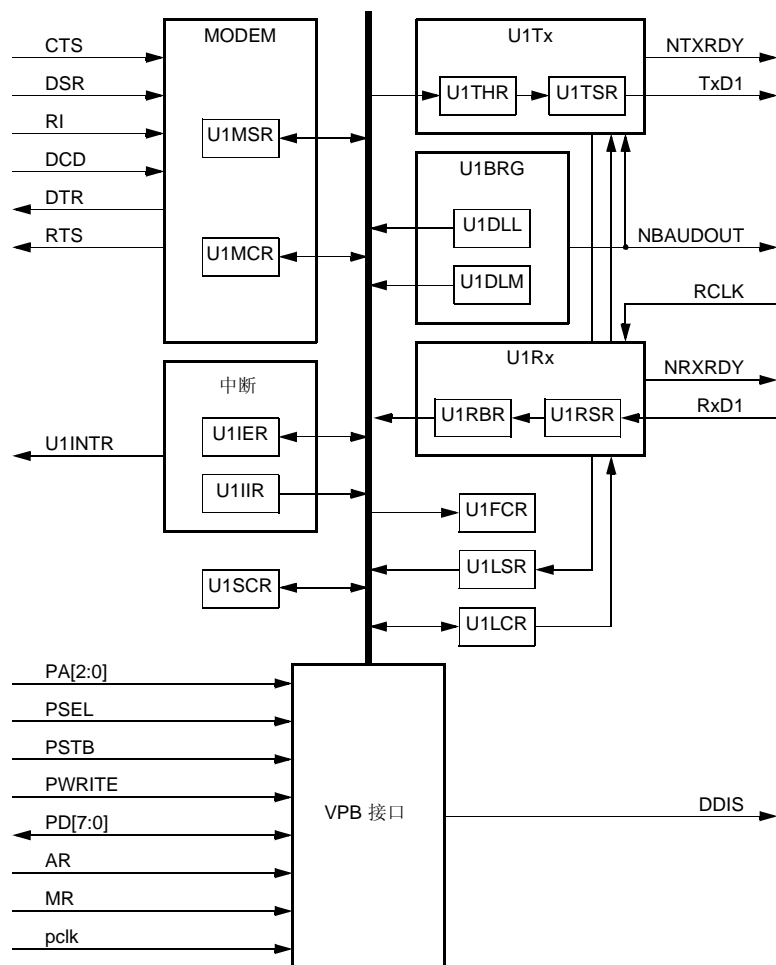 CTS
DSR
RI
DCD
DTR
RTS
MODEM
U1MSR
U1MCR
U1Tx
U1THR
U1TSR
NTXRDY
TxD1
U1BRG
U1DLL
U1DLM
NBAUDOUT
RCLK
U1Rx
U1RBR
U1RSR
NRXRDY
RxD1
中断
U1IER
U1IIR
U1INTR
U1FCR
U1LSR
U1SCR
U1LCR
PA[2:0]
PSEL
PSTB
PWRITE
PD[7:0]
AR
MR
pclk
VPB 接口
DDIS